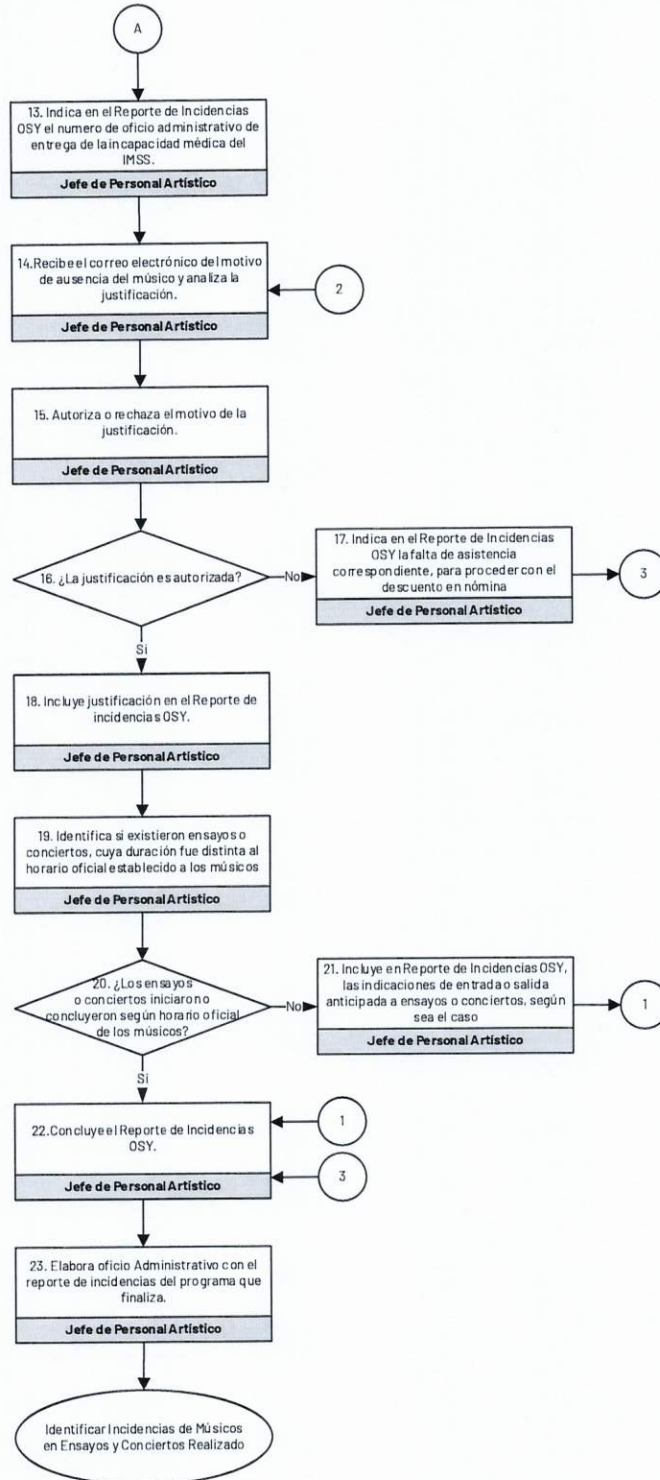 A
13. Indica en el Reporte de Incidencias
OSY el numero de oficio administrativo de
entrega de la incapacidad médica del
IMSS.
Jefe de Personal Artístico
14. Recibe el correo electrónico del motivo
de ausencia del músico y analiza la
justificación.
Jefe de Personal Artístico
2
15. Autoriza o rechaza el motivo de la
justificación.
Jefe de Personal Artístico
16. ¿La justificación es autorizada?
No
17. Indica en el Reporte de Incidencias
OSY la falta de asistencia
correspondiente, para proceder con el
descuento en nómina
Jefe de Personal Artístico
3
Si
18. Incluye justificación en el Reporte de
incidencias OSY.
Jefe de Personal Artístico
19. Identifica si existieron ensayos o
conciertos, cuya duración fue distinta al
horario oficial establecido a los músicos
Jefe de Personal Artístico
20. ¿Los ensayos
o conciertos iniciaron o
concluyeron según horario oficial
de los músicos?
No
21. Incluye en Reporte de Incidencias OSY,
las indicaciones de entrada o salida
anticipada a ensayos o conciertos, según
sea el caso
Jefe de Personal Artístico
1
Si
22. Concluye el Reporte de Incidencias
OSY.
Jefe de Personal Artístico
1
3
23. Elabora oficio Administrativo con el
reporte de incidencias del programa que
finaliza.
Jefe de Personal Artístico
Identificar Incidencias de Músicos
en Ensayos y Conciertos Realizado